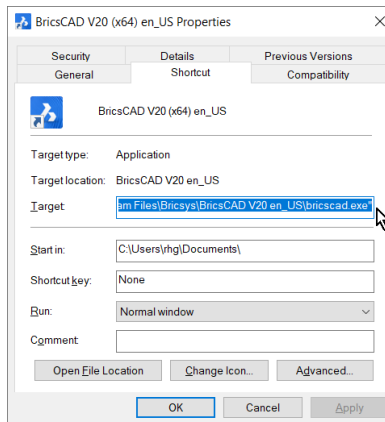 BricsCAD V20 (x64) en_US Properties
Security Details Previous Versions
General Shortcut Compatibility
BricsCAD V20 (x64) en_US
Target type: Application
Target location: BricsCAD V20 en_US
Target: am Files\Bricsys\BricsCAD V20 en_US\bricscad.exe"
Start in: C:\Users\rhg\Documents\
Shortcut key: None
Run: Normal window
Comment:
Open File Location Change Icon... Advanced...
OK Cancel Apply